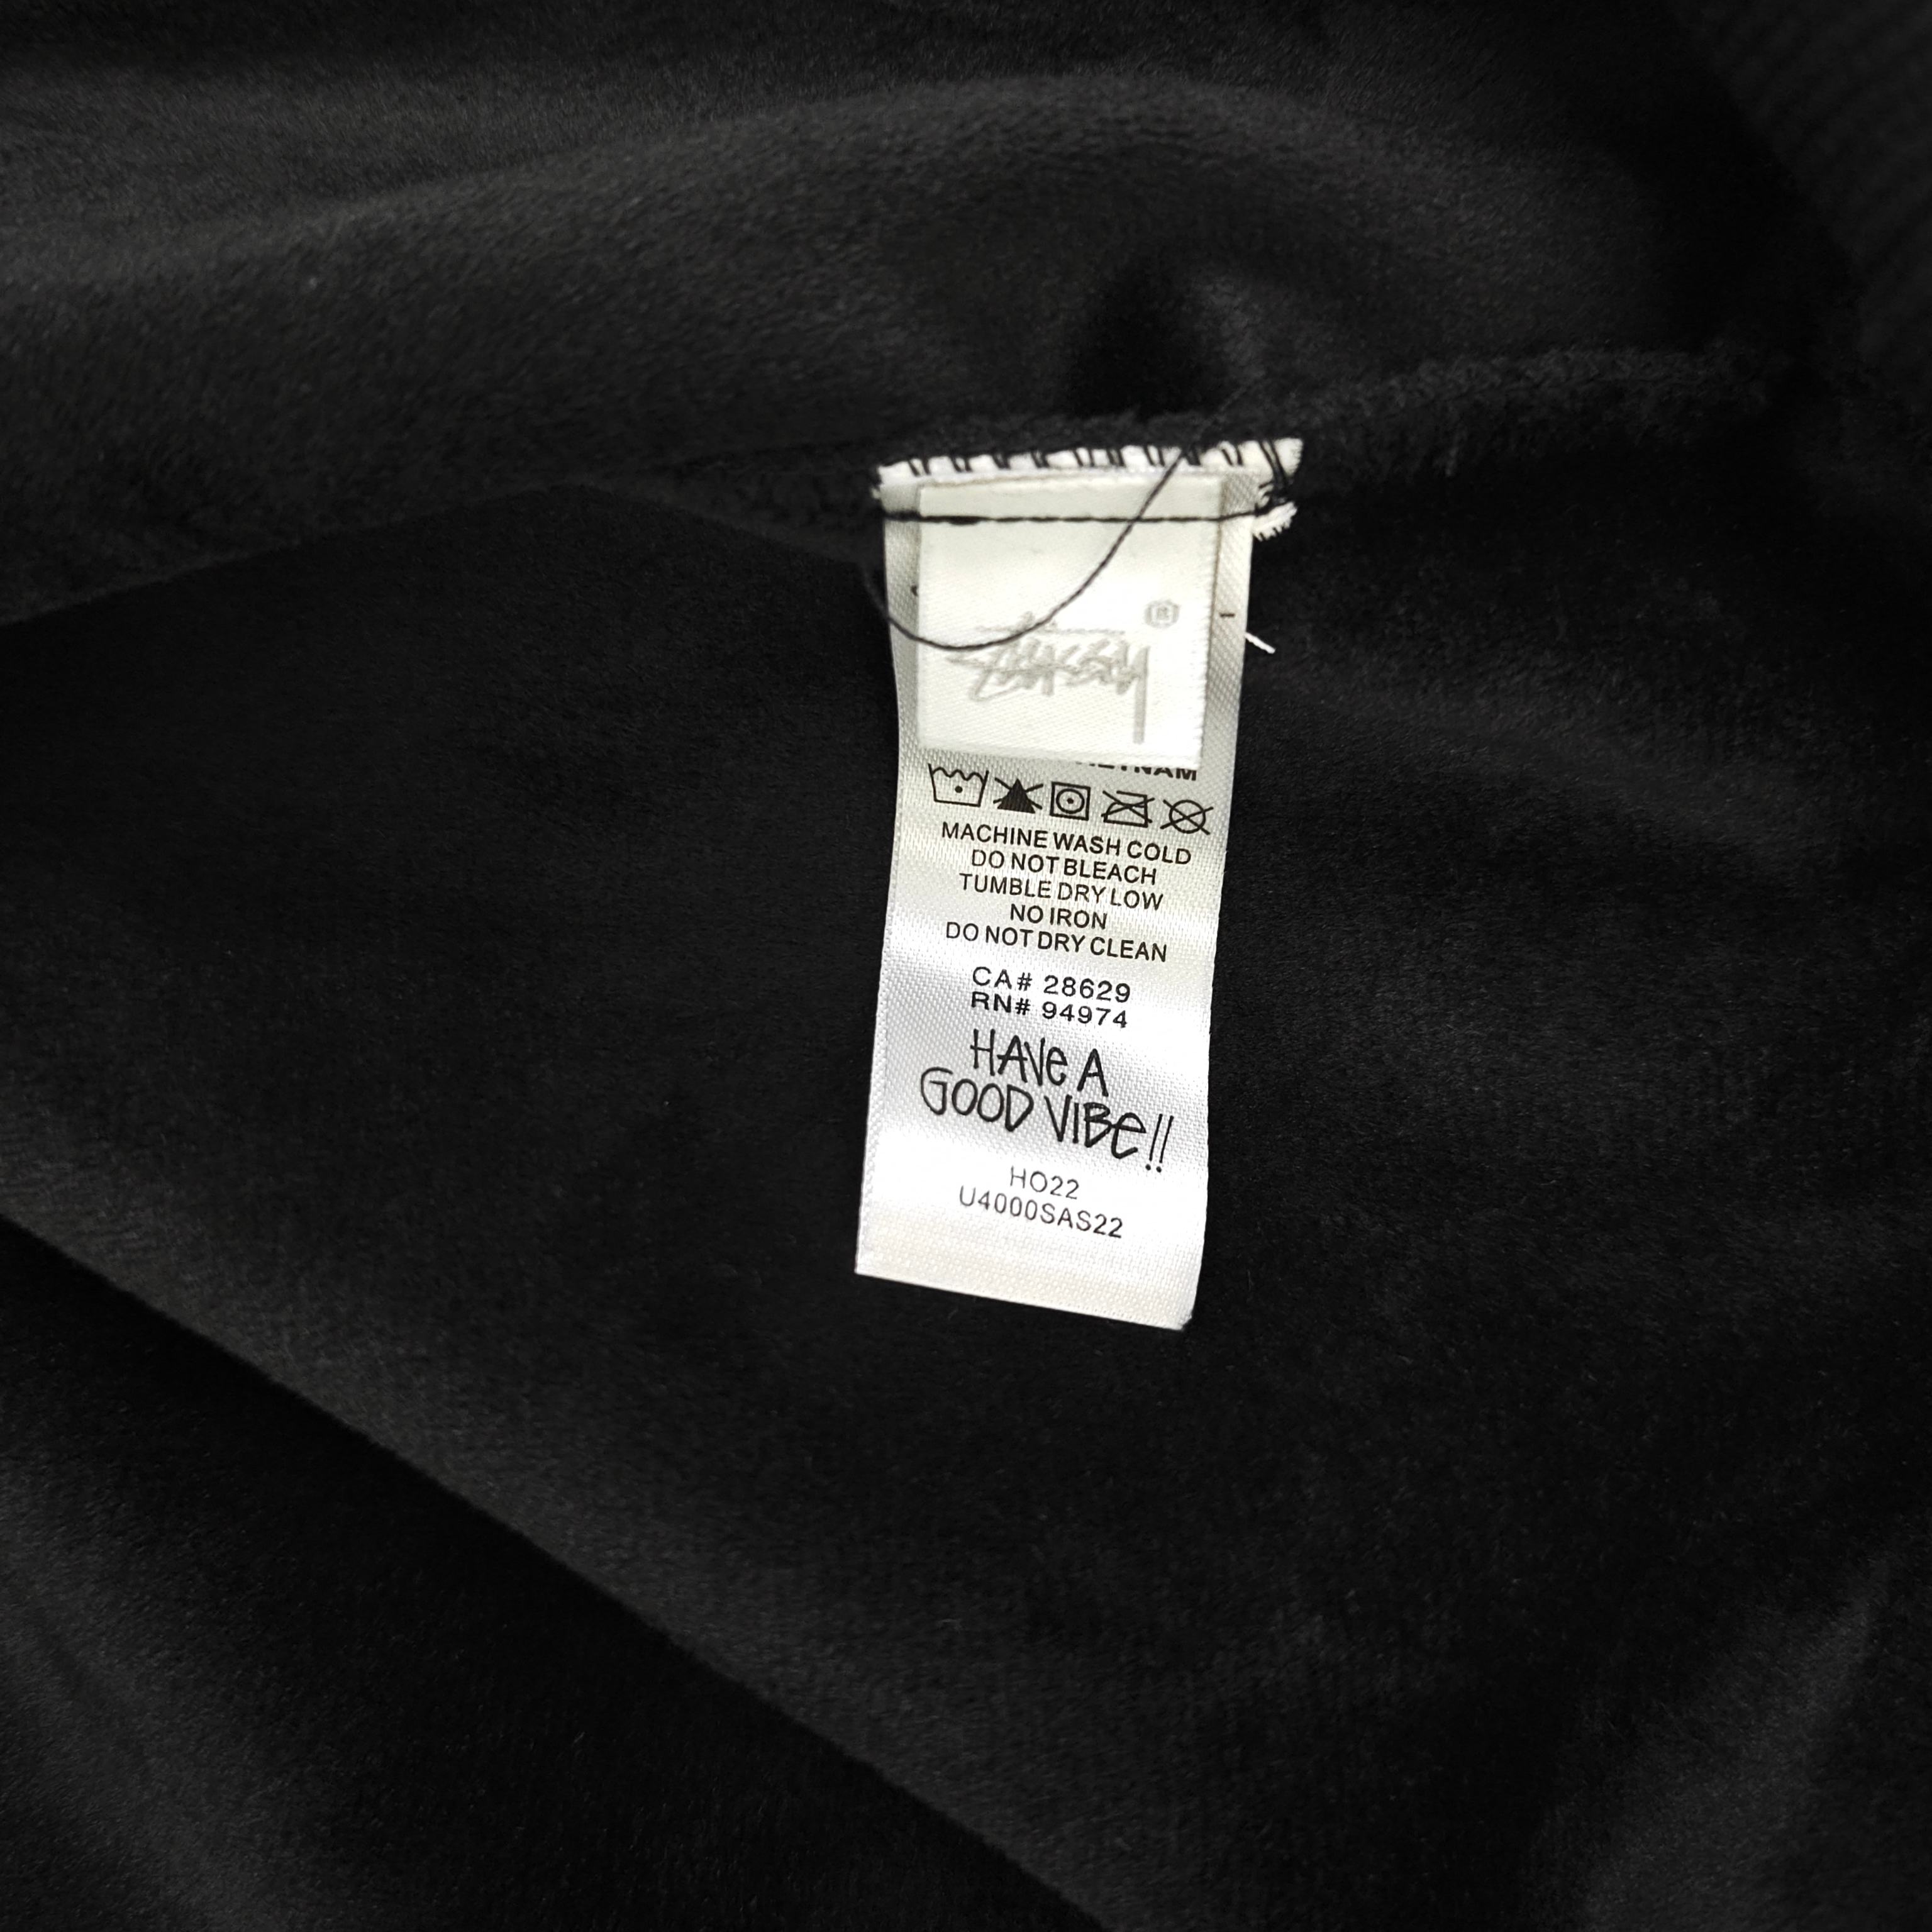 STÜSSY ®
MACHINE WASH COLD
DO NOT BLEACH
TUMBLE DRY LOW
NO IRON
DO NOT DRY CLEAN
CA# 28629
RN# 94974
HAVE A
GOOD VIBE!!
HO22
U4000SAS22